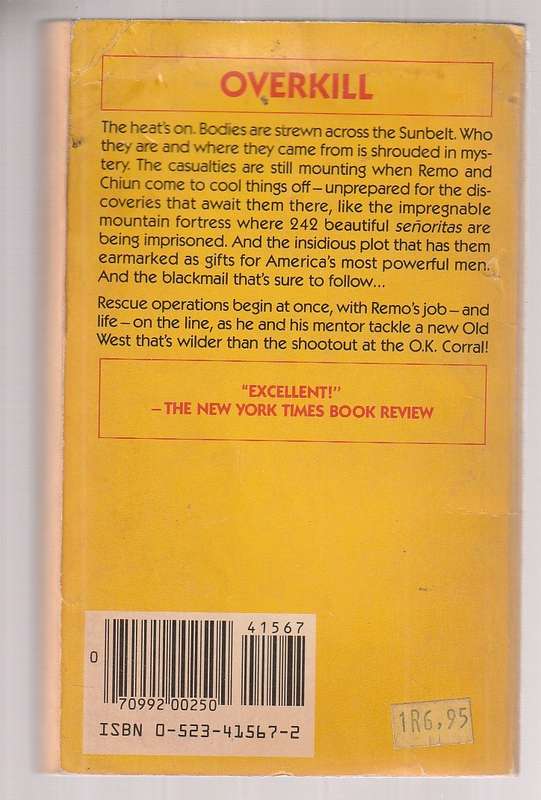 OVERKILL
The heat's on. Bodies are strewn across the Sunbelt. Who
they are and where they came from is shrouded in mys-
tery. The casualties are still mounting when Remo and
Chiun come to cool things off—unprepared for the dis-
coveries that await them there, like the impregnable
mountain fortress where 242 beautiful señoritas are
being imprisoned. And the insidious plot that has them
earmarked as gifts for America's most powerful men.
And the blackmail that's sure to follow...
Rescue operations begin at once, with Remo's job—and
life—on the line, as he and his mentor tackle a new Old
West that's wilder than the shootout at the O.K. Corral!
"EXCELLENT!"
—THE NEW YORK TIMES BOOK REVIEW
41567
0
70992 00250
ISBN 0-523-41567-2
1R6.95